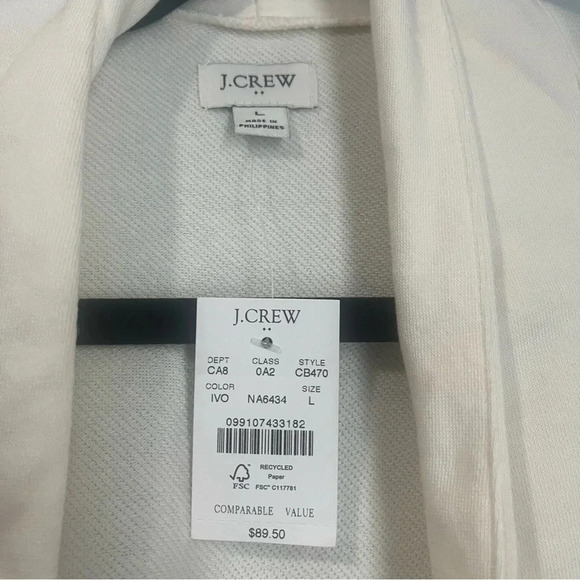 J.CREW
L
MADE IN
PHILIPPINES
J.CREW
DEPT CLASS STYLE
CA8 0A2 CB470
COLOR SIZE
IVO NA6434 L
099107433182
RECYCLED
Paper
FSC FSC® C117781
COMPARABLE VALUE
$89.50